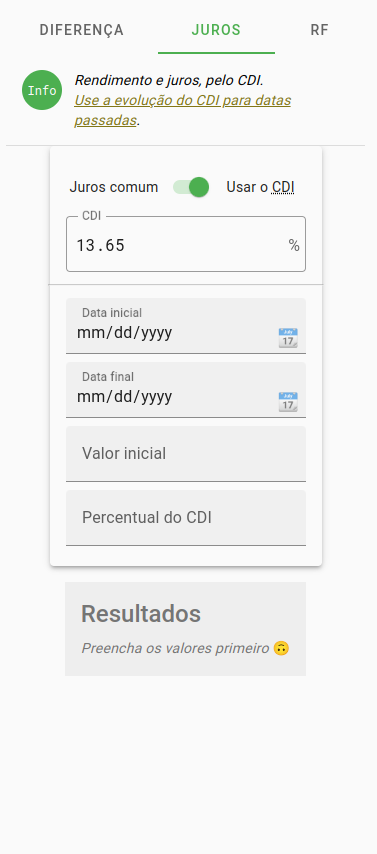 DIFERENÇA JUROS RF
Info
Rendimento e juros, pelo CDI.
Use a evolução do CDI para datas
passadas.
Juros comum Usar o CDI
CDI
13.65 %
Data inicial
mm/dd/yyyy
17
Data final
mm/dd/yyyy
17
Valor inicial
Percentual do CDI
Resultados
Preencha os valores primeiro 🙃